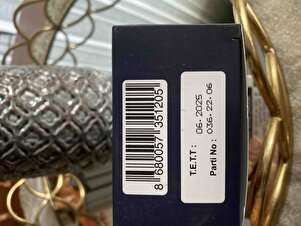 8 680057 351205
T.E.T.T : 06.2025
Parti No : 036-22-06